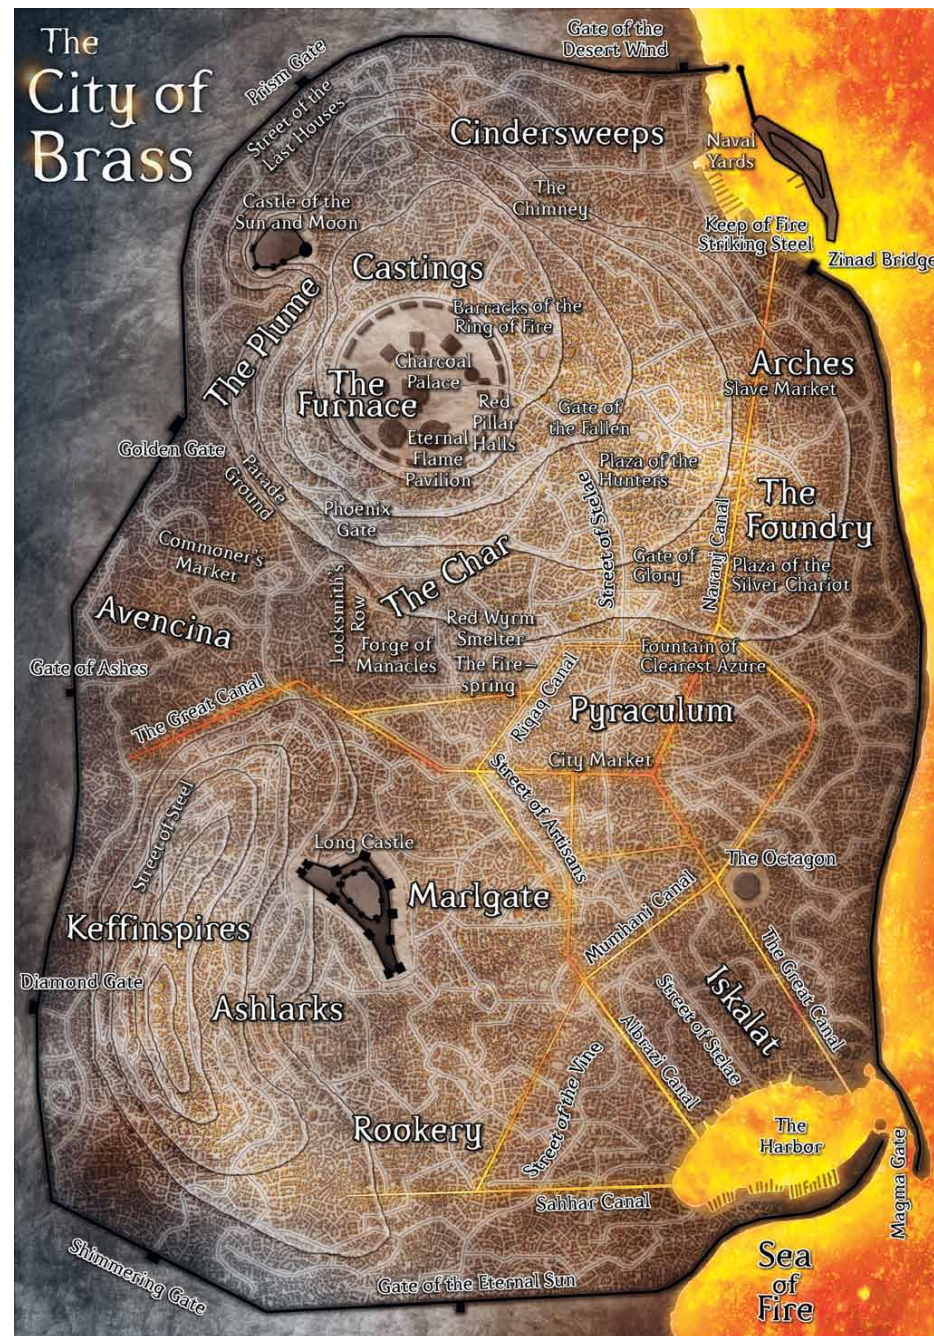 The
City of
Brass
Gate of the
Desert Wind
Prism Gate
Street of the
Last Houses
Cindersweeps
Naval
Yards
The
Chimney
Castle of the
Sun and Moon
Keep of Fire
Striking Steel
Zinad Bridge
Castings
The Plume
Barracks of the
Ring of Fire
Charcoal
Palace
The
Furnace
Red
Pillar
Halls
Eternal
Flame
Pavilion
Arches
Slave Market
Gate of
the Fallen
Golden Gate
Parade
Ground
Plaza of the
Hunters
Street of Stelae
The
Foundry
Phoenix
Gate
Naranj Canal
Commoner's
Market
The Char
Gate of
Glory
Plaza of the
Silver Chariot
Locksmith's
Row
Avencina
Red Wyrm
Smelter
Forge of
Manacles
The Fire-
spring
Fountain of
Clearest Azure
Gate of Ashes
The Great Canal
Riqaq Canal
Pyraculum
City Market
Street of Artisans
Street of Steel
Long Castle
The Octagon
Marlgate
Keffinspires
Mumhani Canal
The Great Canal
Diamond Gate
Ashlarks
Iskalat
Street of Stelae
Albrazi Canal
Street of the Vine
Rookery
The
Harbor
Magma Gate
Sahhar Canal
Shimmering Gate
Gate of the Eternal Sun
Sea
of
Fire